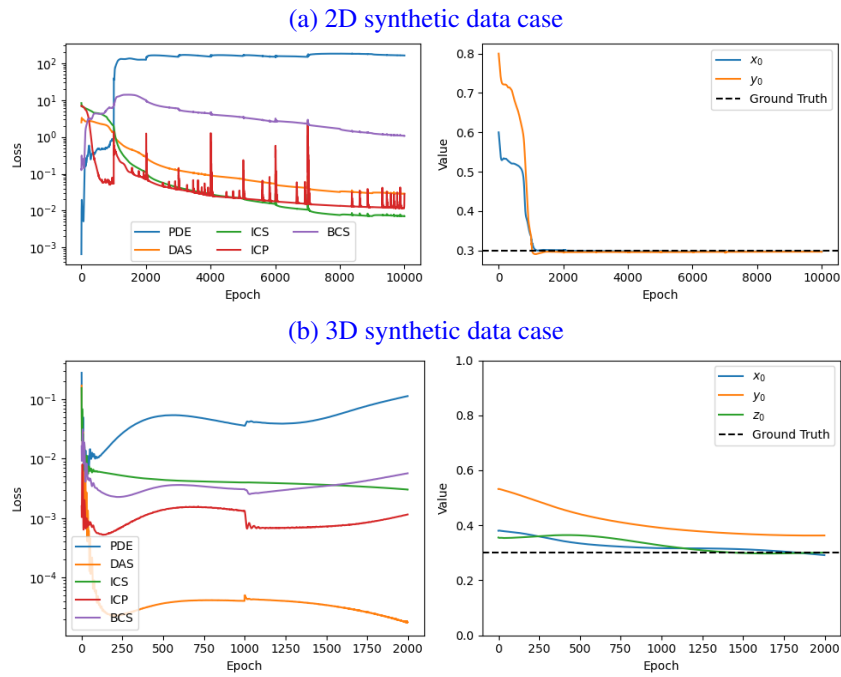 (a) 2D synthetic data case
10²
10¹
10⁰
10⁻¹
10⁻²
10⁻³
Loss
PDE
DAS
ICS
ICP
BCS
0
2000
4000
6000
8000
10000
Epoch
0.8
0.7
0.6
0.5
0.4
0.3
Value
x₀
y₀
Ground Truth
0
2000
4000
6000
8000
10000
Epoch
(b) 3D synthetic data case
10⁻¹
10⁻²
10⁻³
10⁻⁴
Loss
PDE
DAS
ICS
ICP
BCS
0
250
500
750
1000
1250
1500
1750
2000
Epoch
1.0
0.8
0.6
0.4
0.2
0.0
Value
x₀
y₀
z₀
Ground Truth
0
250
500
750
1000
1250
1500
1750
2000
Epoch